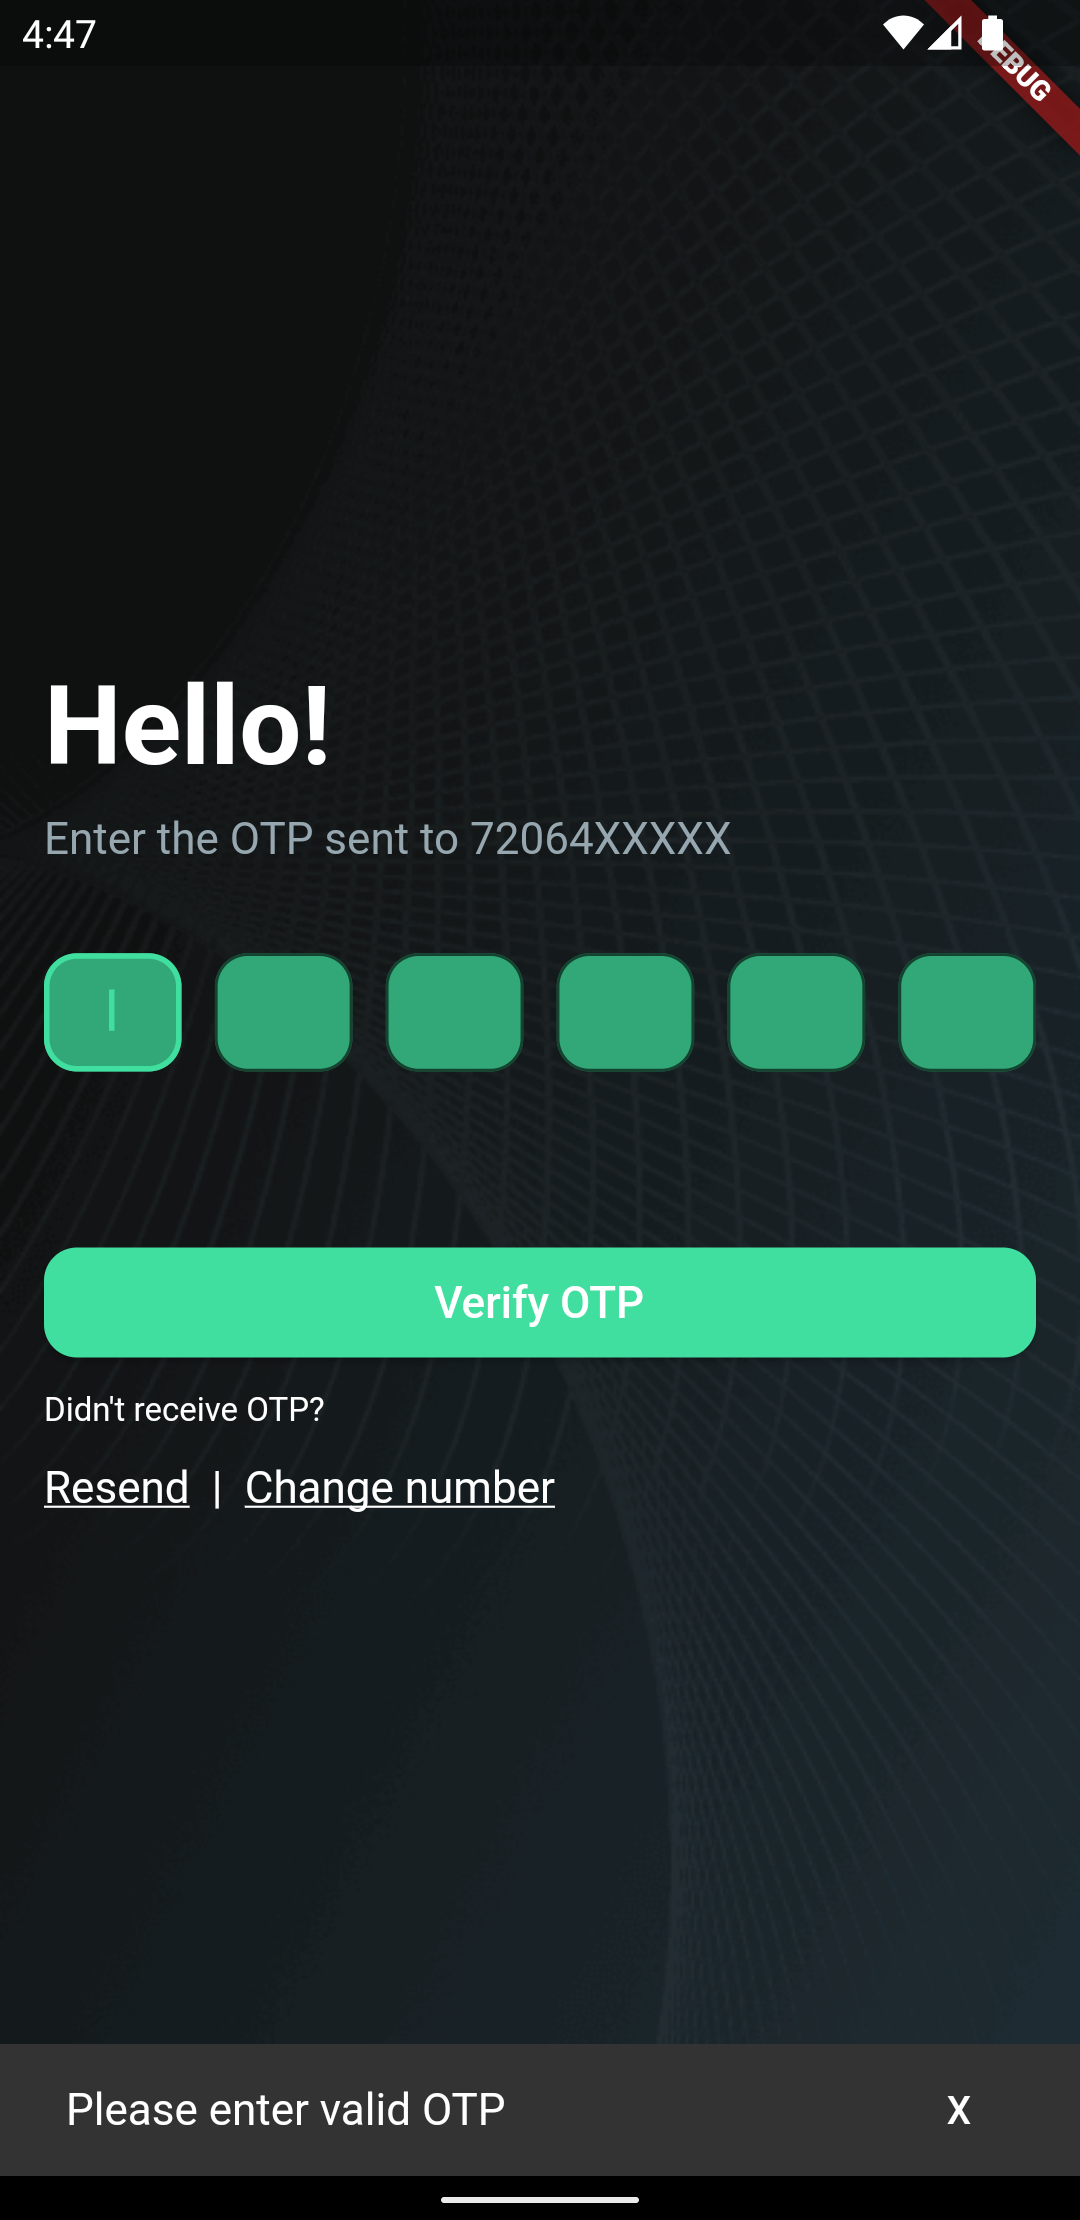 4:47
DEBUG
Hello!
Enter the OTP sent to 72064XXXXX
Verify OTP
Didn't receive OTP?
Resend | Change number
Please enter valid OTP X